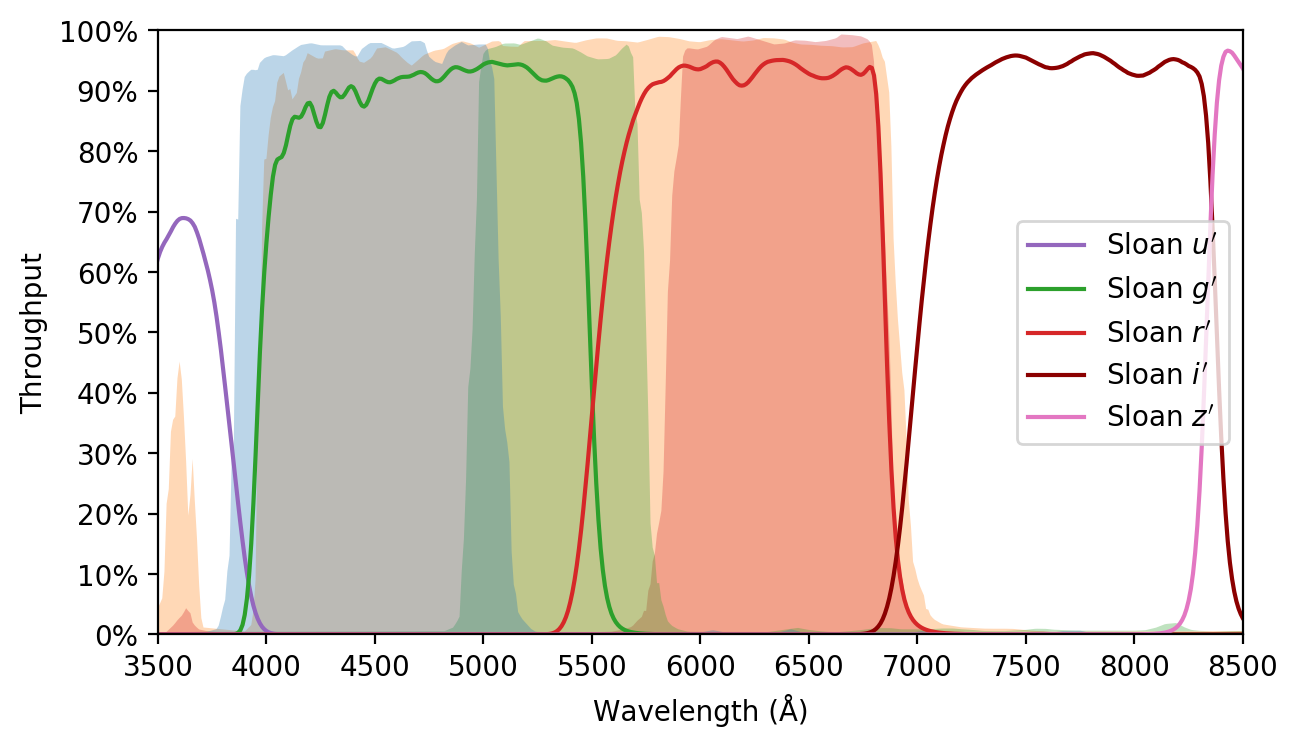 100%
90%
80%
70%
60%
50%
40%
30%
20%
10%
0%
Throughput
Sloan u′
Sloan g′
Sloan r′
Sloan i′
Sloan z′
3500 4000 4500 5000 5500 6000 6500 7000 7500 8000 8500
Wavelength (Å)